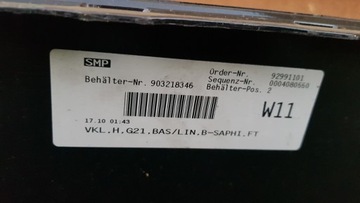 SMP
Order-Nr. 92991101
Behälter-Nr. 903218346
Sequenz-Nr. 0004080560
Behälter-Pos. 2
W11
17.10 01:43
VKL.H,G21.BAS/LIN.B-SAPHI.FT